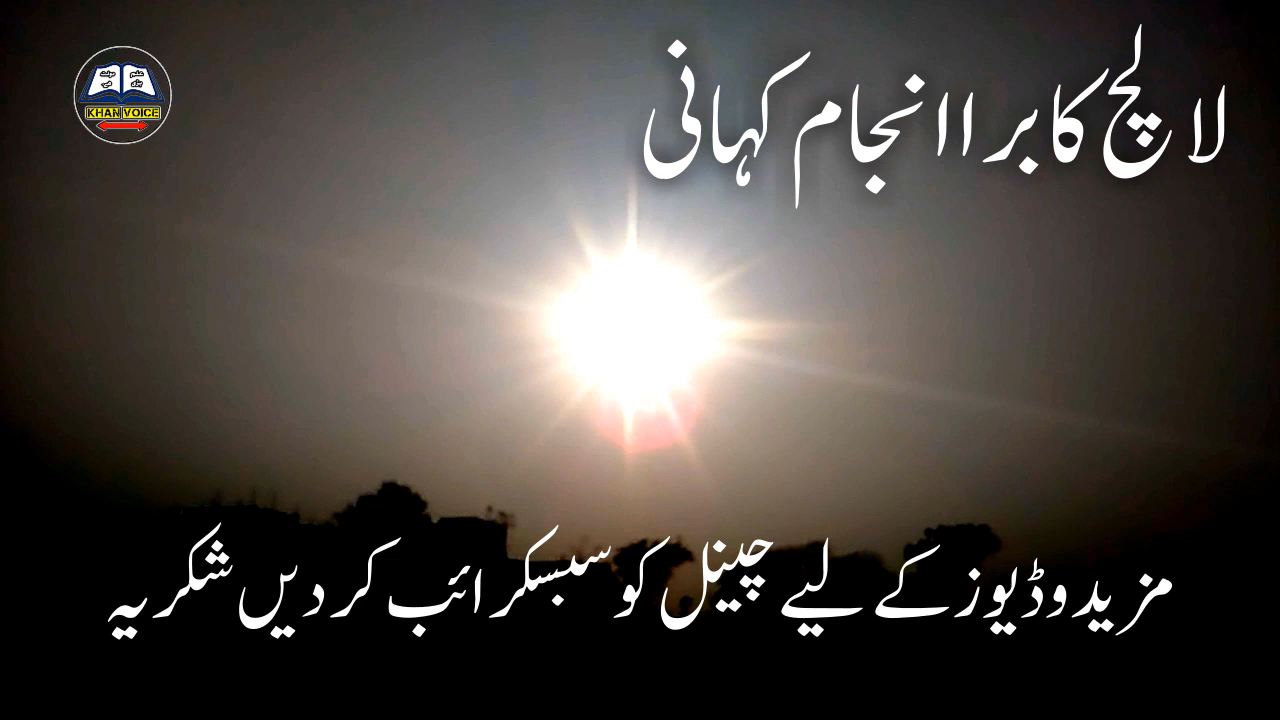 لالچ کا برا انجام کہانی
KHAN VOICE
مزید وڈیوز کے لیے چینل کو سبسکرائب کر دیں شکریہ